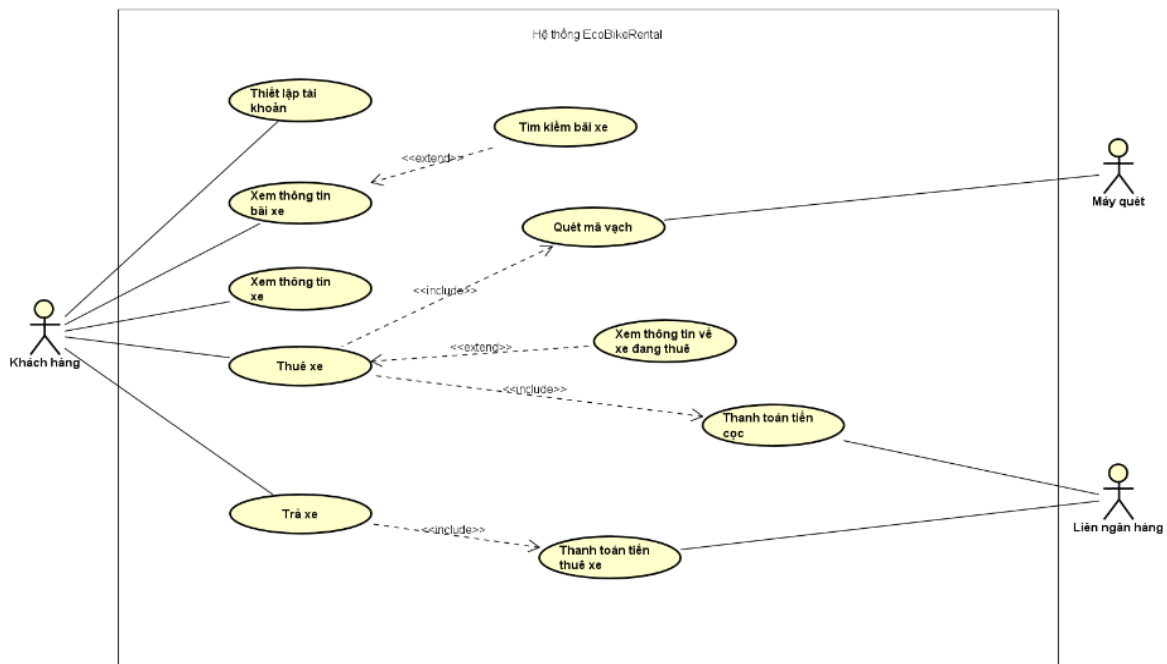 Hệ thống EcoBikeRental
Thiết lập tài
khoản
Tìm kiếm bãi xe
<<extend>>
Xem thông tin
bãi xe
Máy quét
Quét mã vạch
Xem thông tin
xe
<<include>>
Xem thông tin về
xe đang thuê
<<extend>>
Khách hàng
Thuê xe
<<include>>
Thanh toán tiền
cọc
Trả xe
<<include>>
Liên ngân hàng
Thanh toán tiền
thuê xe